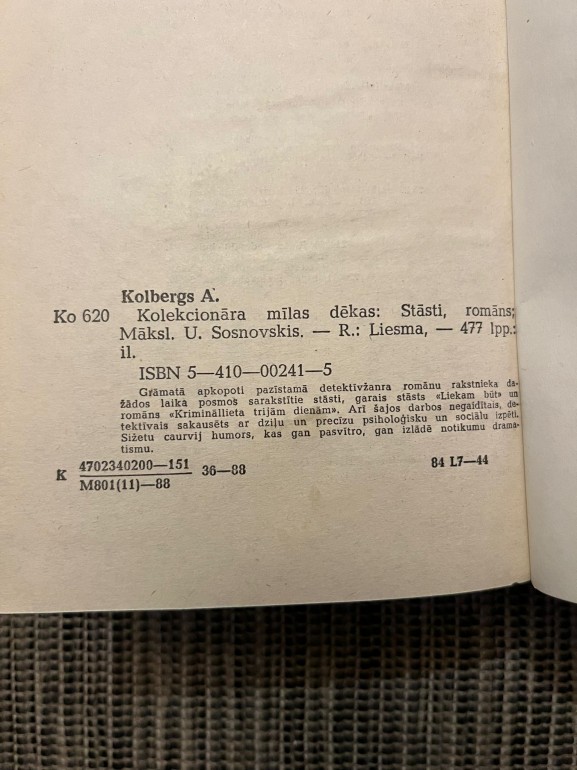 Kolbergs A.
Ko 620 Kolekcionāra mīlas dēkas: Stāsti, romāns;
Māksl. U. Sosnovskis. — R.: Liesma, — 477 lpp.:
il.
ISBN 5—410—00241—5
Grāmatā apkopoti pazīstamā detektīvžanra romānu rakstnieka da-
žādos laika posmos sarakstītie stāsti, garais stāsts «Liekam būt» un
romāns «Krimināllieta trijām dienām». Arī šajos darbos negaidītais, de-
tektīvais sakausēts ar dziļu un precīzu psiholoģisku un sociālu izpēti.
Sižetu caurvij humors, kas gan pasvītro, gan izlādē notikumu drama-
tismu.
K 4702340200—151 36—88 84 L7—44
M801(11)—88